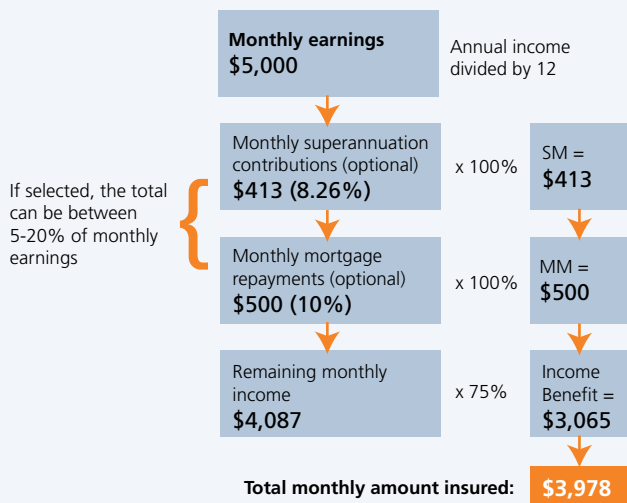 Monthly earnings
$5,000
Annual income
divided by 12
Monthly superannuation
contributions (optional)
$413 (8.26%)
x 100%
SM =
$413
If selected, the total
can be between
5-20% of monthly
earnings
{
Monthly mortgage
repayments (optional)
$500 (10%)
x 100%
MM =
$500
Remaining monthly
income
$4,087
x 75%
Income
Benefit =
$3,065
Total monthly amount insured: $3,978